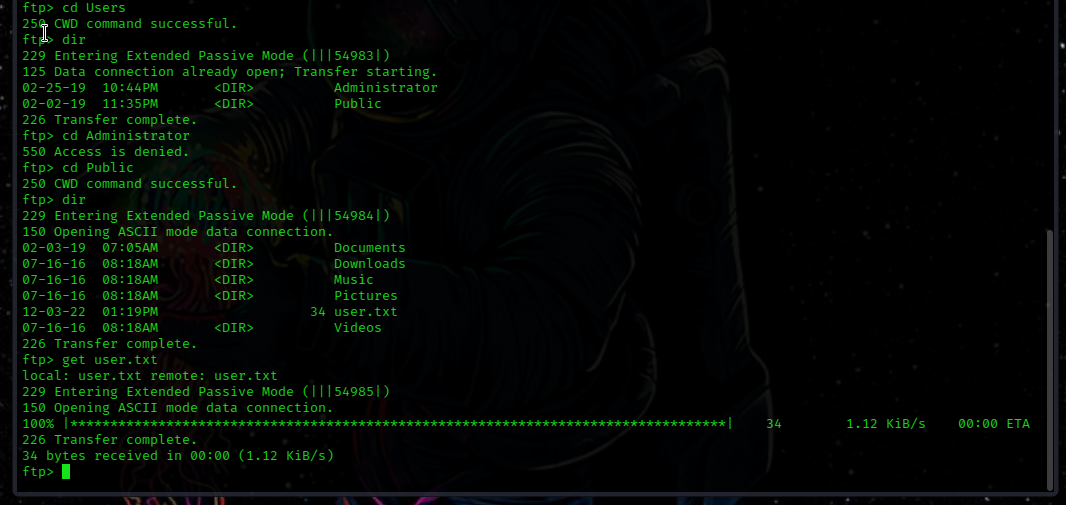 ftp> cd Users
250 CWD command successful.
ftp> dir
229 Entering Extended Passive Mode (|||54983|)
125 Data connection already open; Transfer starting.
02-25-19  10:44PM       <DIR>          Administrator
02-02-19  11:35PM       <DIR>          Public
226 Transfer complete.
ftp> cd Administrator
550 Access is denied.
ftp> cd Public
250 CWD command successful.
ftp> dir
229 Entering Extended Passive Mode (|||54984|)
150 Opening ASCII mode data connection.
02-03-19  07:05AM       <DIR>          Documents
07-16-16  08:18AM       <DIR>          Downloads
07-16-16  08:18AM       <DIR>          Music
07-16-16  08:18AM       <DIR>          Pictures
12-03-22  01:19PM                   34 user.txt
07-16-16  08:18AM       <DIR>          Videos
226 Transfer complete.
ftp> get user.txt
local: user.txt remote: user.txt
229 Entering Extended Passive Mode (|||54985|)
150 Opening ASCII mode data connection.
100% |***********************************************************************************|    34        1.12 KiB/s    00:00 ETA
226 Transfer complete.
34 bytes received in 00:00 (1.12 KiB/s)
ftp>